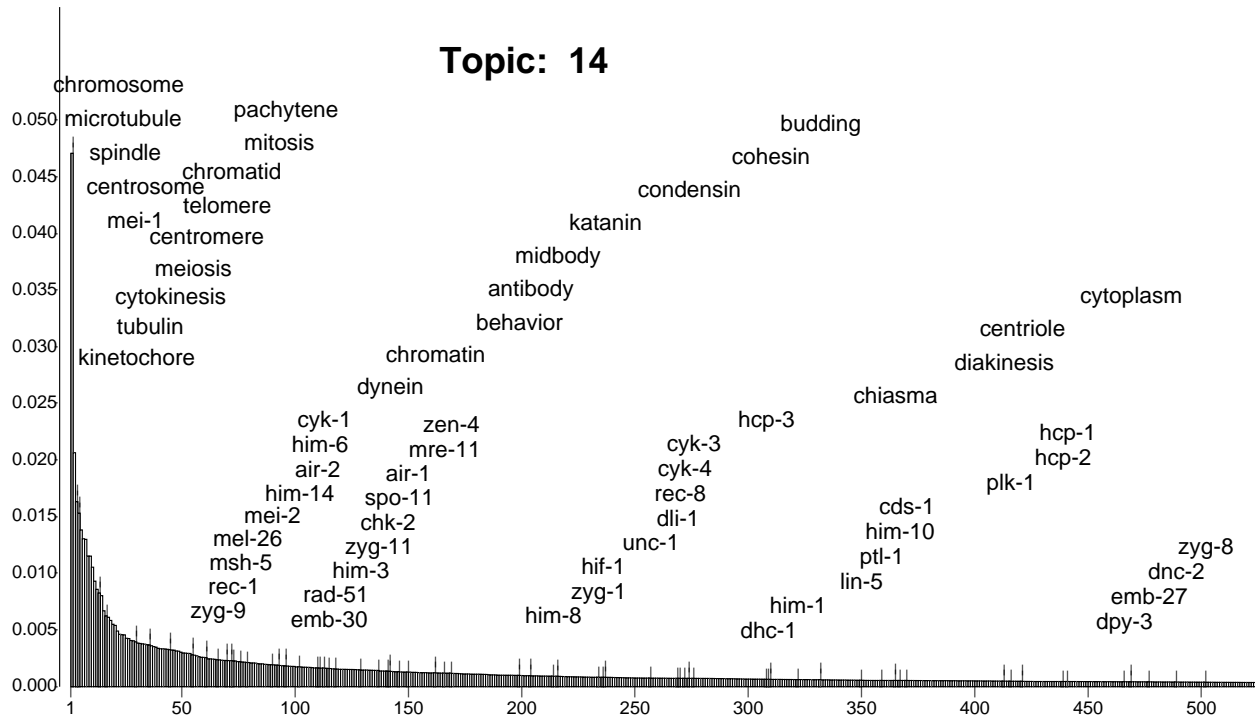 Topic: 14
chromosome
microtubule
spindle
centrosome
mei-1
pachytene
mitosis
chromatid
telomere
centromere
meiosis
cytokinesis
tubulin
kinetochore
budding
cohesin
condensin
katanin
midbody
antibody
behavior
chromatin
dynein
cytoplasm
centriole
diakinesis
chiasma
cyk-1
him-6
air-2
him-14
mei-2
mel-26
msh-5
rec-1
zyg-9
zen-4
mre-11
air-1
spo-11
chk-2
zyg-11
him-3
rad-51
emb-30
hcp-3
cyk-3
cyk-4
rec-8
dli-1
unc-1
hif-1
zyg-1
him-8
hcp-1
hcp-2
plk-1
cds-1
him-10
ptl-1
lin-5
him-1
dhc-1
zyg-8
dnc-2
emb-27
dpy-3
0.050
0.045
0.040
0.035
0.030
0.025
0.020
0.015
0.010
0.005
0.000
1 50 100 150 200 250 300 350 400 450 500